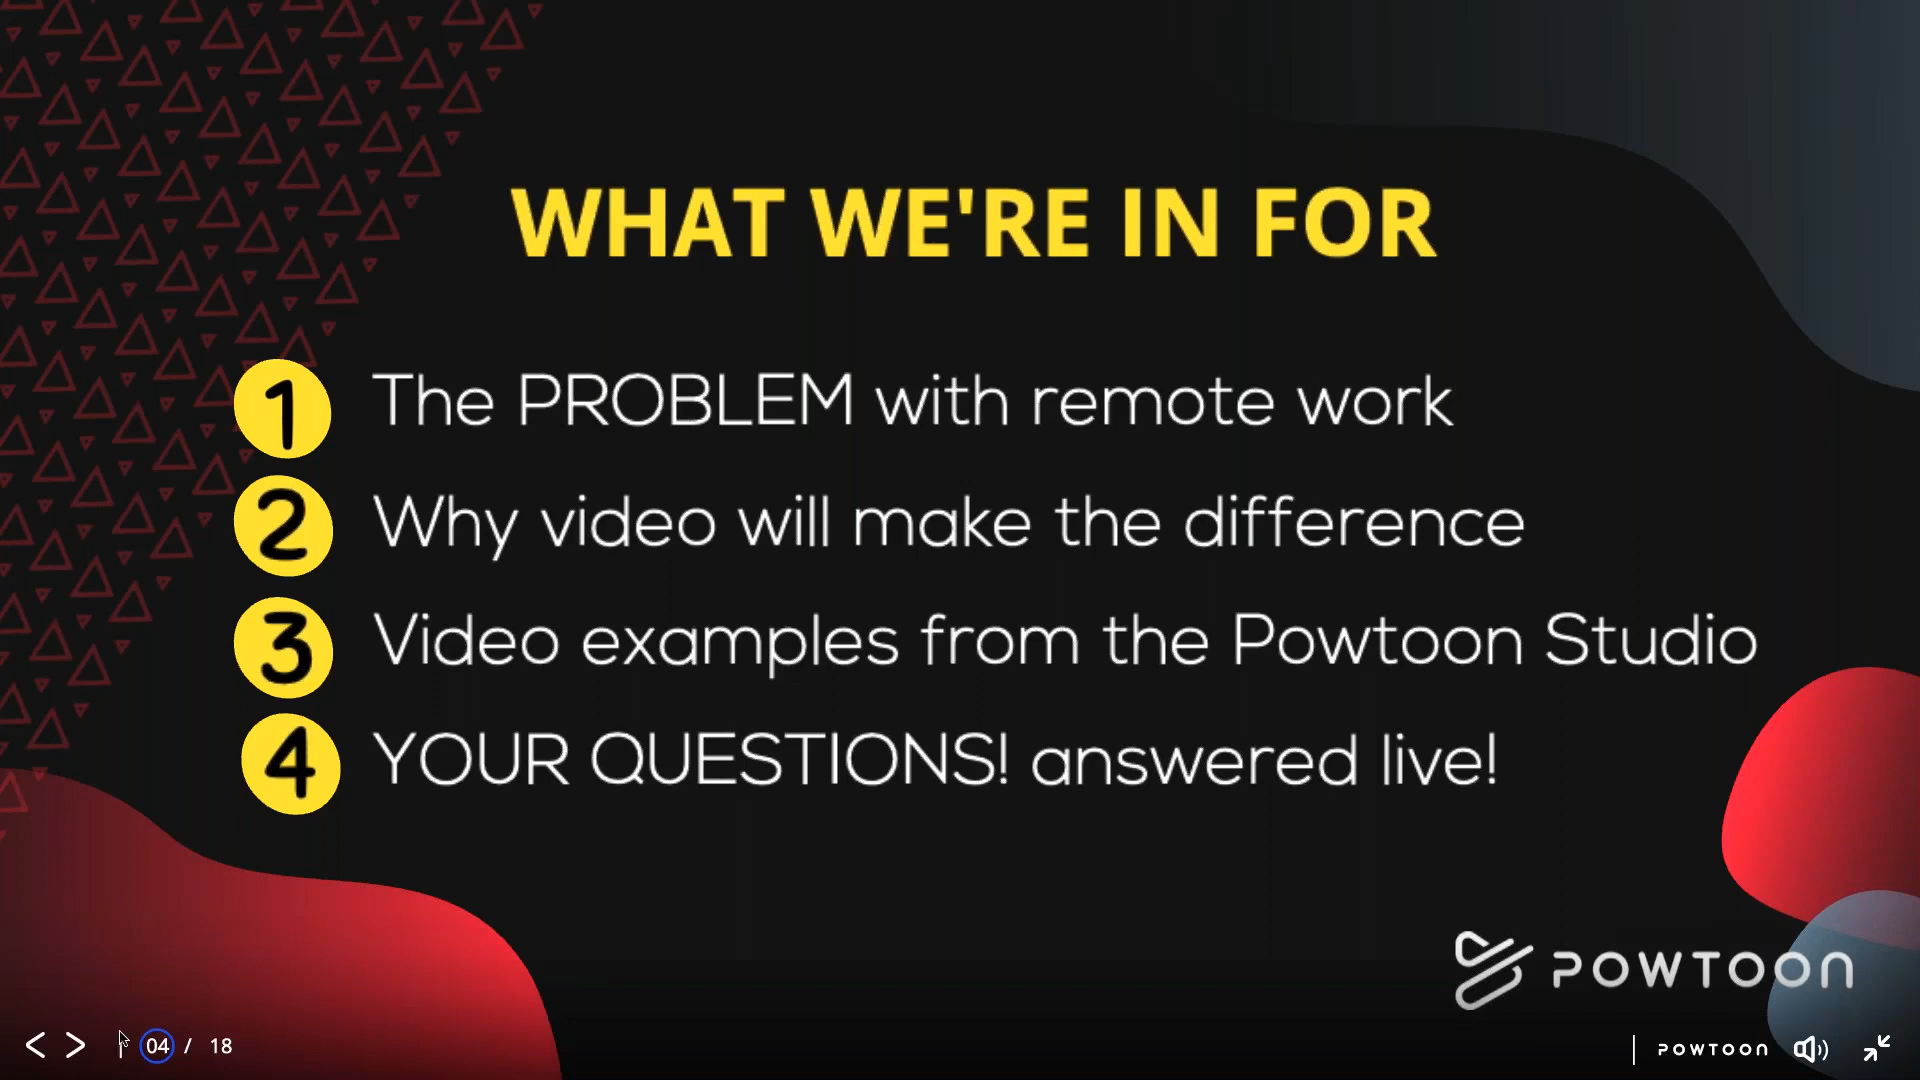 WHAT WE'RE IN FOR
1 The PROBLEM with remote work
2 Why video will make the difference
3 Video examples from the Powtoon Studio
4 YOUR QUESTIONS! answered live!
POWTOON
04 / 18
POWTOON